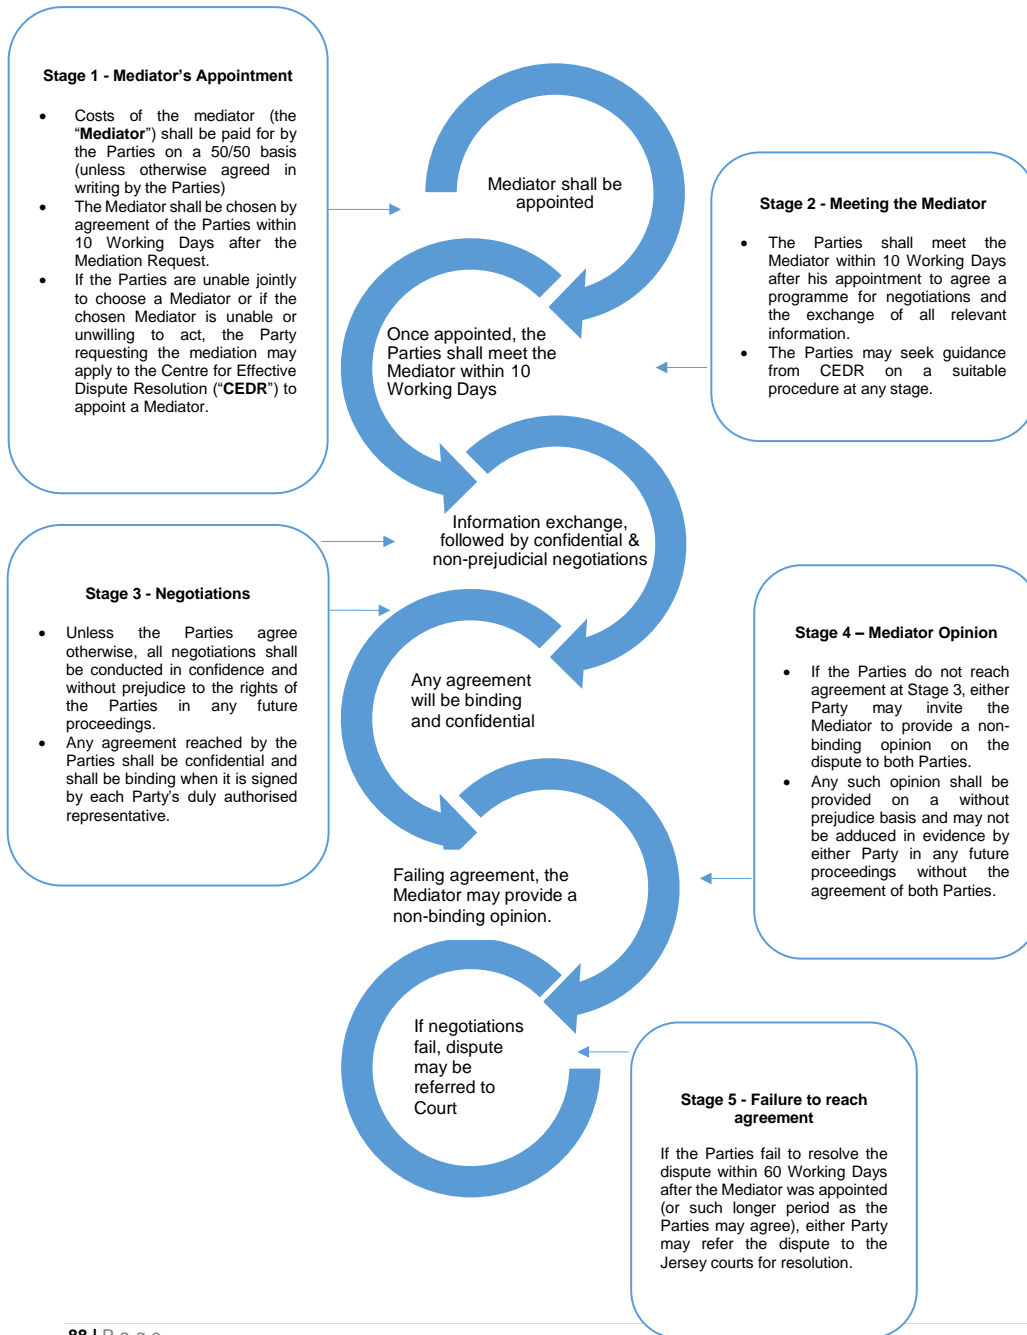 Stage 1 - Mediator's Appointment
• Costs of the mediator (the
“Mediator”) shall be paid for by
the Parties on a 50/50 basis
(unless otherwise agreed in
writing by the Parties)
• The Mediator shall be chosen by
agreement of the Parties within
10 Working Days after the
Mediation Request.
• If the Parties are unable jointly
to choose a Mediator or if the
chosen Mediator is unable or
unwilling to act, the Party
requesting the mediation may
apply to the Centre for Effective
Dispute Resolution (“CEDR”) to
appoint a Mediator.
Mediator shall be
appointed
Stage 2 - Meeting the Mediator
• The Parties shall meet the
Mediator within 10 Working Days
after his appointment to agree a
programme for negotiations and
the exchange of all relevant
information.
• The Parties may seek guidance
from CEDR on a suitable
procedure at any stage.
Once appointed, the
Parties shall meet the
Mediator within 10
Working Days
Information exchange,
followed by confidential &
non-prejudicial negotiations
Stage 3 - Negotiations
• Unless the Parties agree
otherwise, all negotiations shall
be conducted in confidence and
without prejudice to the rights of
the Parties in any future
proceedings.
• Any agreement reached by the
Parties shall be confidential and
shall be binding when it is signed
by each Party's duly authorised
representative.
Any agreement
will be binding
and confidential
Stage 4 – Mediator Opinion
• If the Parties do not reach
agreement at Stage 3, either
Party may invite the
Mediator to provide a non-
binding opinion on the
dispute to both Parties.
• Any such opinion shall be
provided on a without
prejudice basis and may not
be adduced in evidence by
either Party in any future
proceedings without the
agreement of both Parties.
Failing agreement, the
Mediator may provide a
non-binding opinion.
If negotiations
fail, dispute
may be
referred to
Court
Stage 5 - Failure to reach
agreement
If the Parties fail to resolve the
dispute within 60 Working Days
after the Mediator was appointed
(or such longer period as the
Parties may agree), either Party
may refer the dispute to the
Jersey courts for resolution.
88 | P a g e